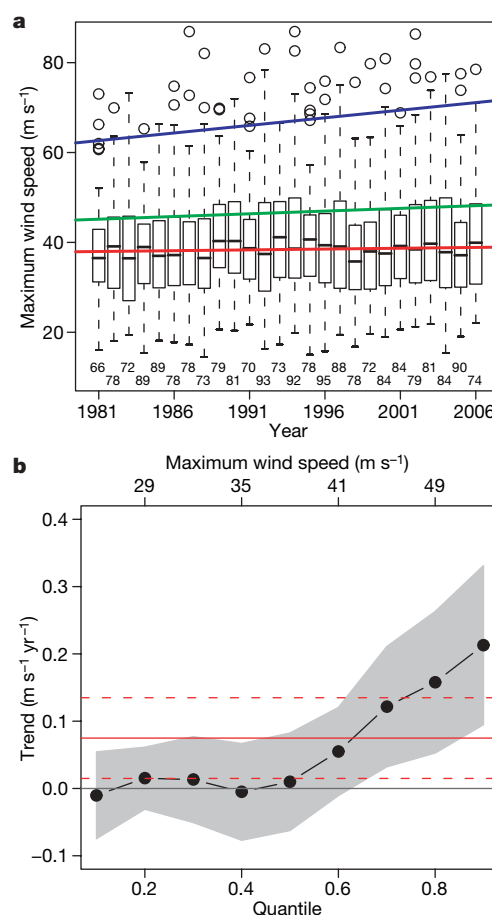 a
Maximum wind speed (m s⁻¹)
80
60
40
20
66 72 89 89 78 79 70 73 78 88 72 84 81 90
78 89 78 78 73 81 93 92 95 78 84 79 84 74
1981 1986 1991 1996 2001 2006
Year
b
Maximum wind speed (m s⁻¹)
29 35 41 49
Trend (m s⁻¹ yr⁻¹)
0.4
0.3
0.2
0.1
0.0
−0.1
0.2 0.4 0.6 0.8
Quantile